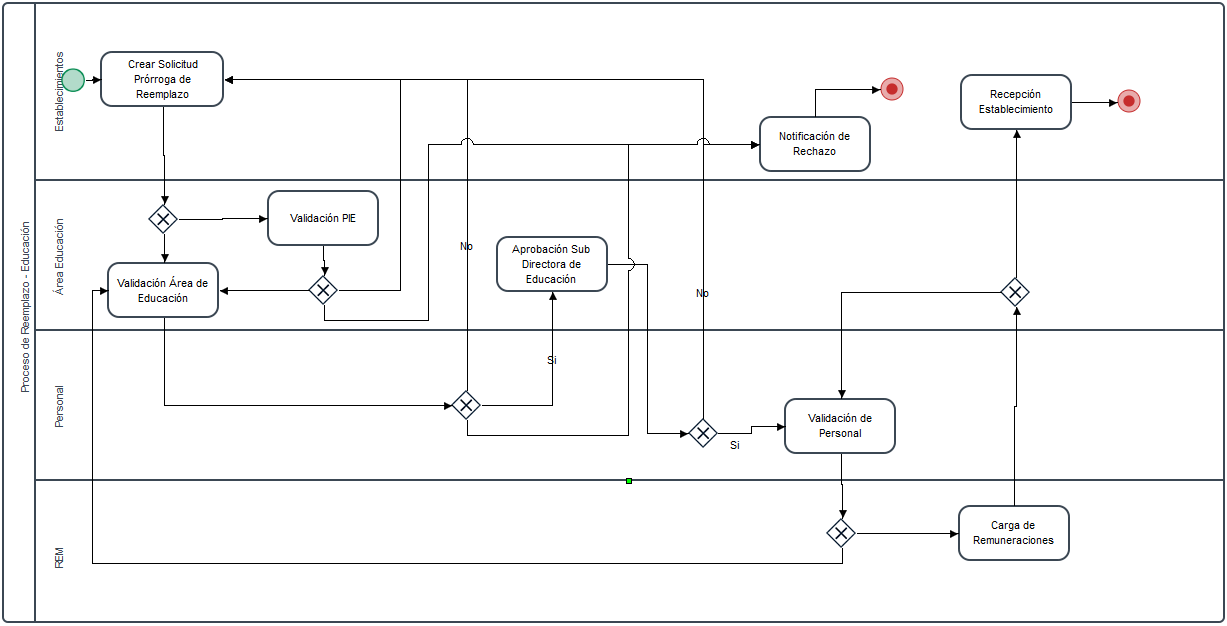 Proceso de Reemplazo - Educación
Establecimientos
Crear Solicitud
Prórroga de
Reemplazo
Notificación de
Rechazo
Recepción
Establecimiento
Área Educación
Validación PIE
Validación Área de
Educación
No
Aprobación Sub
Directora de
Educación
No
Personal
Si
Si
Validación de
Personal
REM
Carga de
Remuneraciones